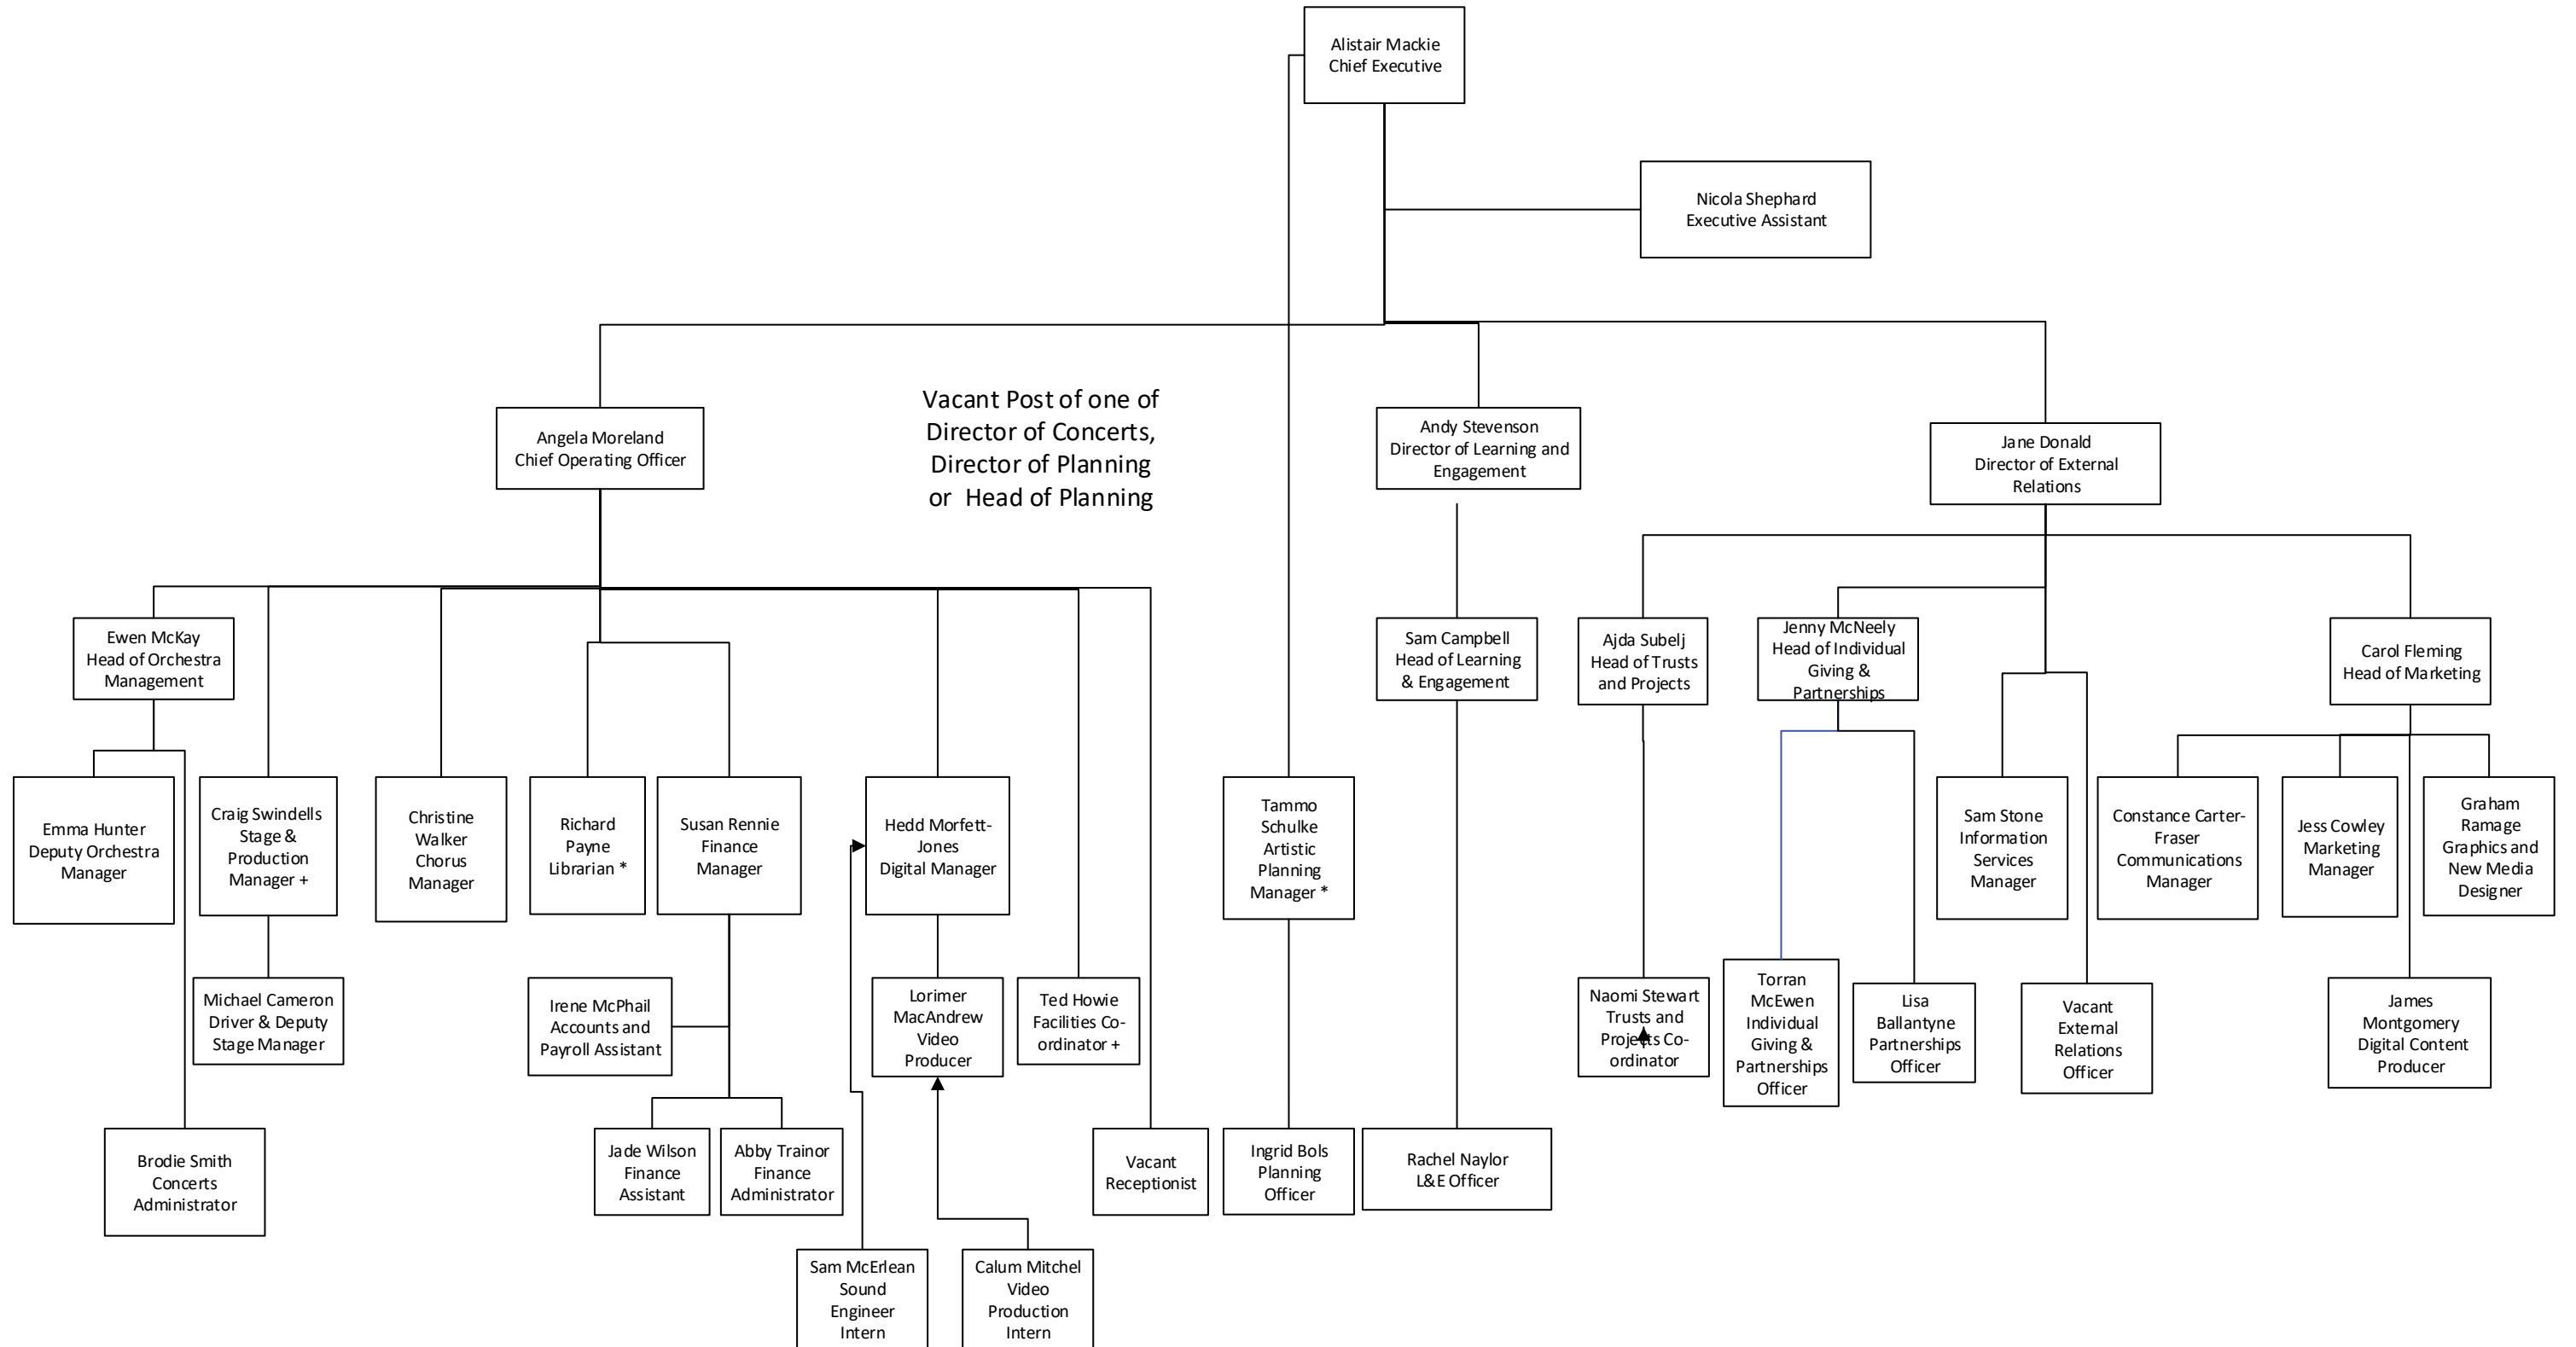 Alistair Mackie
Chief Executive
Nicola Shephard
Executive Assistant
Vacant Post of one of
Director of Concerts,
Director of Planning
or Head of Planning
Angela Moreland
Chief Operating Officer
Andy Stevenson
Director of Learning and
Engagement
Jane Donald
Director of External
Relations
Ewen McKay
Head of Orchestra
Management
Sam Campbell
Head of Learning
& Engagement
Ajda Subelj
Head of Trusts
and Projects
Jenny McNeely
Head of Individual
Giving &
Partnerships
Carol Fleming
Head of Marketing
Emma Hunter
Deputy Orchestra
Manager
Craig Swindells
Stage &
Production
Manager +
Christine
Walker
Chorus
Manager
Richard
Payne
Librarian *
Susan Rennie
Finance
Manager
Hedd Morfett-
Jones
Digital Manager
Tammo
Schulke
Artistic
Planning
Manager *
Sam Stone
Information
Services
Manager
Constance Carter-
Fraser
Communications
Manager
Jess Cowley
Marketing
Manager
Graham
Ramage
Graphics and
New Media
Designer
Michael Cameron
Driver & Deputy
Stage Manager
Irene McPhail
Accounts and
Payroll Assistant
Lorimer
MacAndrew
Video
Producer
Ted Howie
Facilities Co-
ordinator +
Naomi Stewart
Trusts and
Projects Co-
ordinator
Torran
McEwen
Individual
Giving &
Partnerships
Officer
Lisa
Ballantyne
Partnerships
Officer
Vacant
External
Relations
Officer
James
Montgomery
Digital Content
Producer
Brodie Smith
Concerts
Administrator
Jade Wilson
Finance
Assistant
Abby Trainor
Finance
Administrator
Vacant
Receptionist
Ingrid Bols
Planning
Officer
Rachel Naylor
L&E Officer
Sam McErlean
Sound
Engineer
Intern
Calum Mitchel
Video
Production
Intern